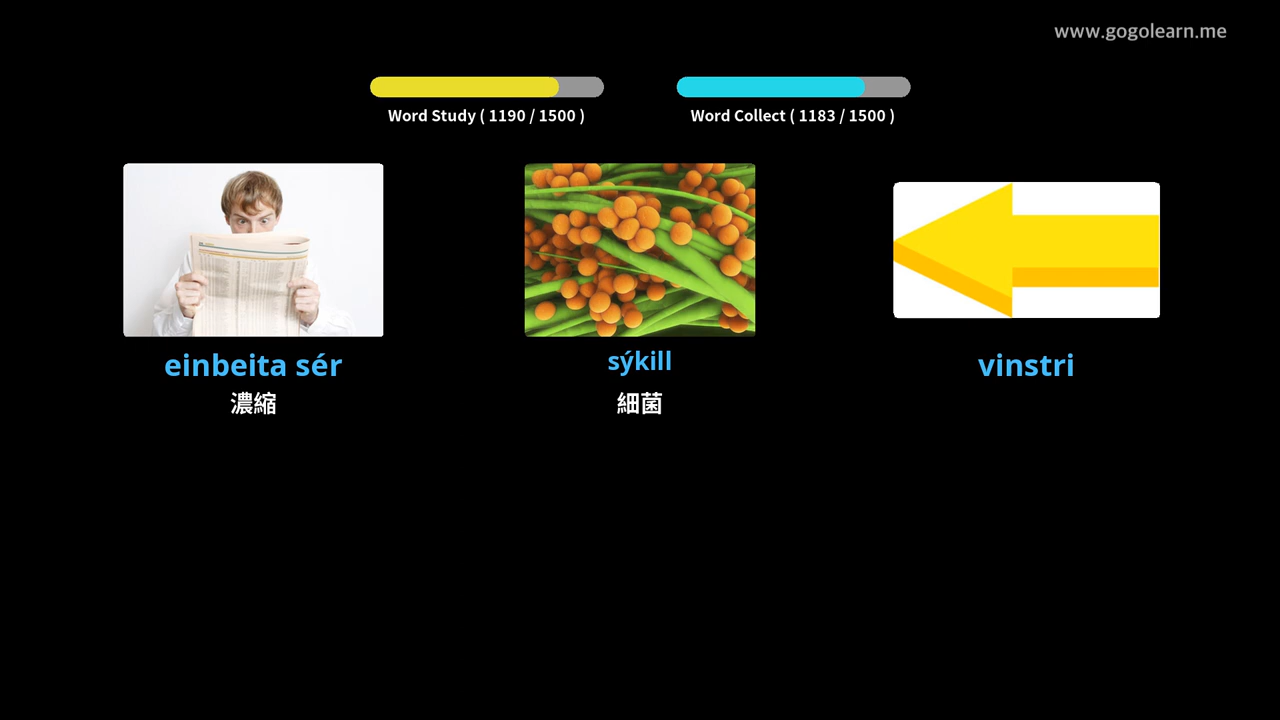 www.gogolearn.me
Word Study ( 1190 / 1500 )
Word Collect ( 1183 / 1500 )
einbeita sér
濃縮
sýkill
細菌
vinstri